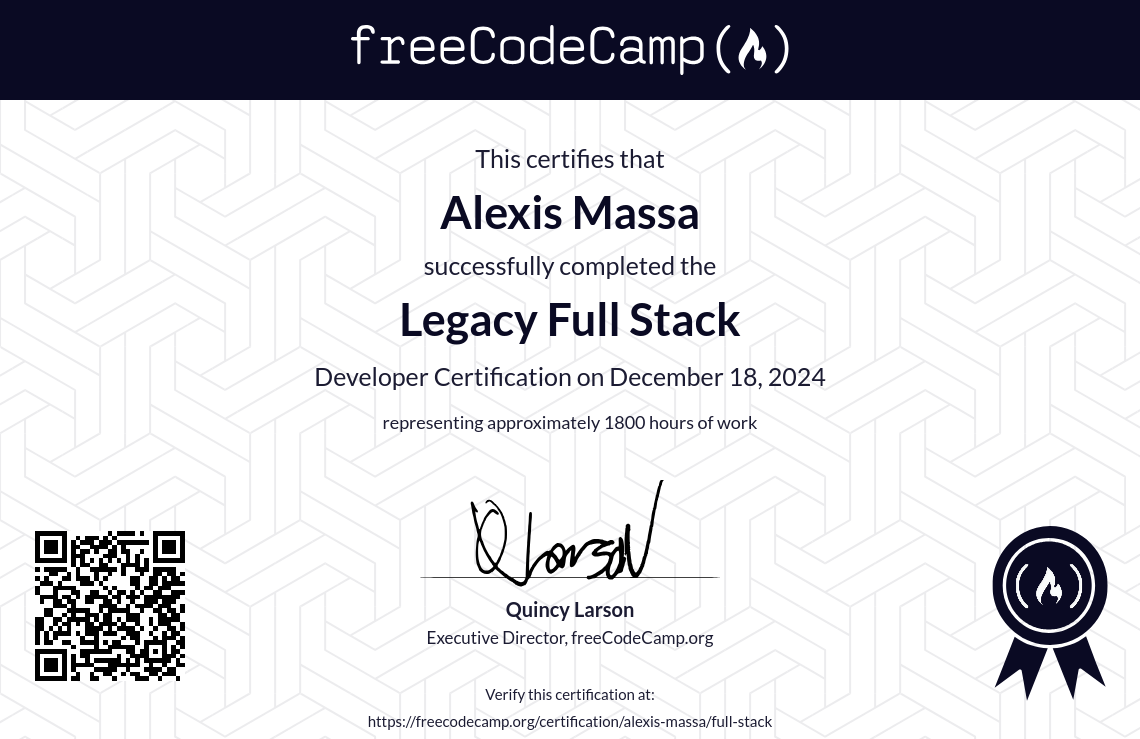 freeCodeCamp
This certifies that
Alexis Massa
successfully completed the
Legacy Full Stack
Developer Certification on December 18, 2024
representing approximately 1800 hours of work
Q Larson
Quincy Larson
Executive Director, freeCodeCamp.org
Verify this certification at:
https://freecodecamp.org/certification/alexis-massa/full-stack